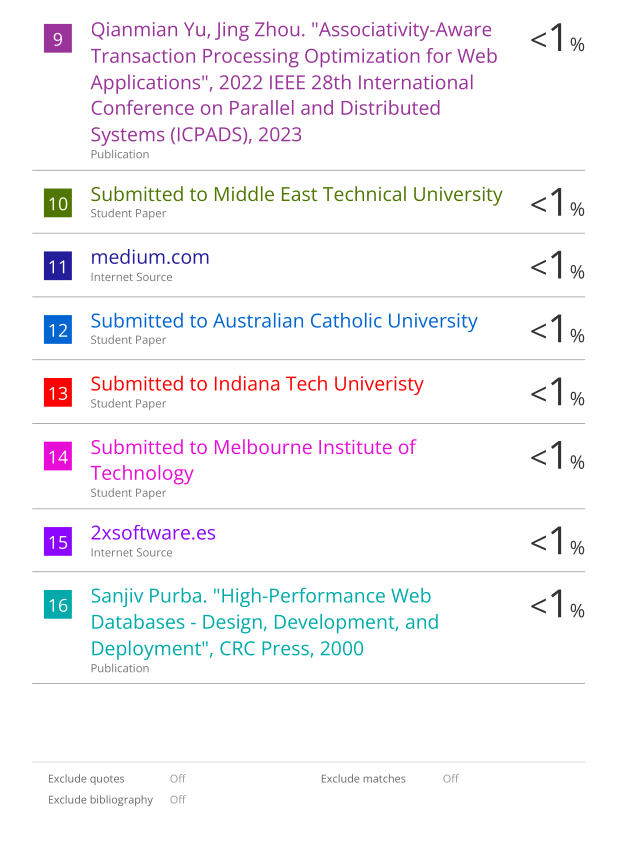 9
Qianmian Yu, Jing Zhou. "Associativity-Aware
Transaction Processing Optimization for Web
Applications", 2022 IEEE 28th International
Conference on Parallel and Distributed
Systems (ICPADS), 2023
Publication
<1%
10
Submitted to Middle East Technical University
Student Paper
<1%
11
medium.com
Internet Source
<1%
12
Submitted to Australian Catholic University
Student Paper
<1%
13
Submitted to Indiana Tech Univeristy
Student Paper
<1%
14
Submitted to Melbourne Institute of
Technology
Student Paper
<1%
15
2xsoftware.es
Internet Source
<1%
16
Sanjiv Purba. "High-Performance Web
Databases - Design, Development, and
Deployment", CRC Press, 2000
Publication
<1%
Exclude quotes Off
Exclude matches Off
Exclude bibliography Off